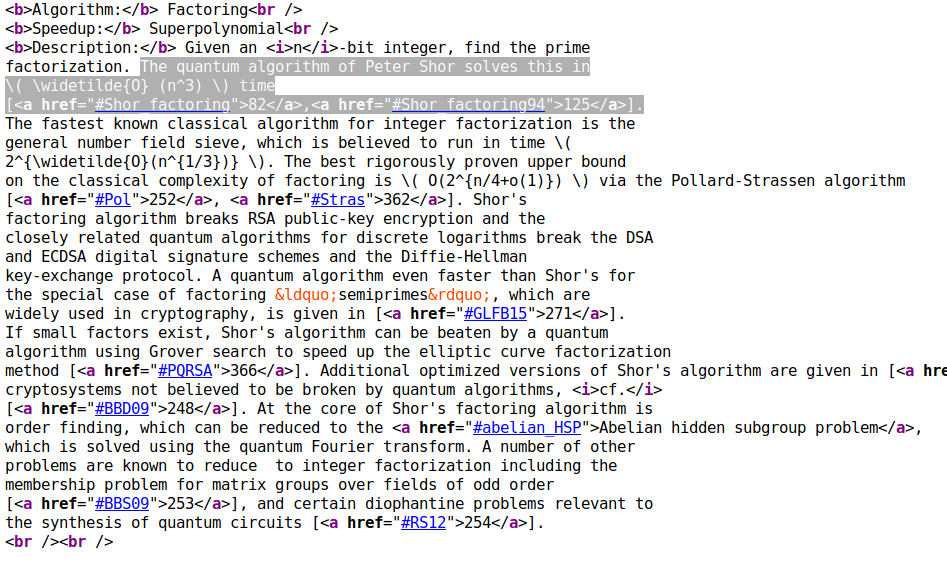 <b>Algorithm:</b> Factoring<br />
<b>Speedup:</b> Superpolynomial<br />
<b>Description:</b> Given an <i>n</i>-bit integer, find the prime
factorization. The quantum algorithm of Peter Shor solves this in
\( \widetilde{O} (n^3) \) time
[<a href="#Shor_factoring">82</a>,<a href="#Shor_factoring94">125</a>].
The fastest known classical algorithm for integer factorization is the
general number field sieve, which is believed to run in time \(
2^{\widetilde{O}(n^{1/3})} \). The best rigorously proven upper bound
on the classical complexity of factoring is \( O(2^{n/4+o(1)}) \) via the Pollard-Strassen algorithm
[<a href="#Pol">252</a>, <a href="#Stras">362</a>]. Shor's
factoring algorithm breaks RSA public-key encryption and the
closely related quantum algorithms for discrete logarithms break the DSA
and ECDSA digital signature schemes and the Diffie-Hellman
key-exchange protocol. A quantum algorithm even faster than Shor's for
the special case of factoring &ldquo;semiprimes&rdquo;, which are
widely used in cryptography, is given in [<a href="#GLFB15">271</a>].
If small factors exist, Shor's algorithm can be beaten by a quantum
algorithm using Grover search to speed up the elliptic curve factorization
method [<a href="#PQRSA">366</a>]. Additional optimized versions of Shor's algorithm are given in [<a hre
cryptosystems not believed to be broken by quantum algorithms, <i>cf.</i>
[<a href="#BBD09">248</a>]. At the core of Shor's factoring algorithm is
order finding, which can be reduced to the <a href="#abelian_HSP">Abelian hidden subgroup problem</a>,
which is solved using the quantum Fourier transform. A number of other
problems are known to reduce  to integer factorization including the
membership problem for matrix groups over fields of odd order
[<a href="#BBS09">253</a>], and certain diophantine problems relevant to
the synthesis of quantum circuits [<a href="#RS12">254</a>].
<br /><br />